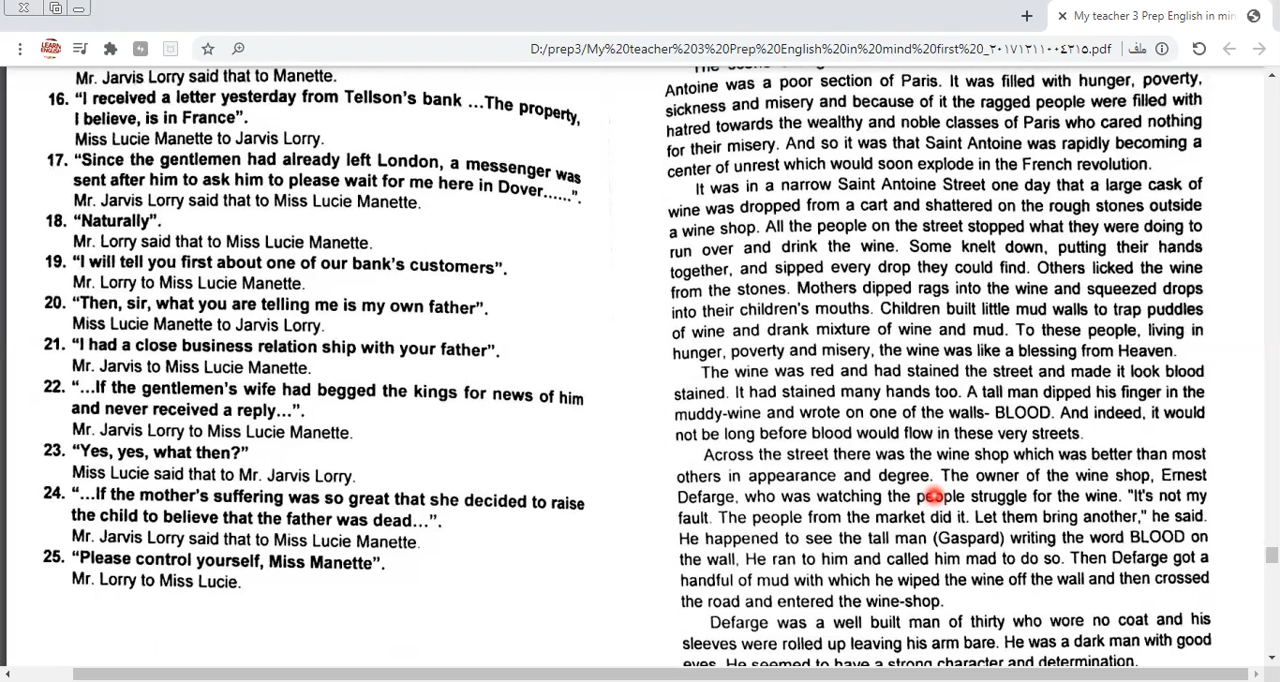 My teacher 3 Prep English in min
D:/prep3/My%20teacher%203%20Prep%20English%20in%20mind%20first%20_٢٠١٧١٢١١٠٠٤٢١٥.pdf
ملف
Mr. Jarvis Lorry said that to Manette.
16. “I received a letter yesterday from Tellson’s bank ...The property,
I believe, is in France”.
Miss Lucie Manette to Jarvis Lorry.
17. “Since the gentlemen had already left London, a messenger was
sent after him to ask him to please wait for me here in Dover......”.
Mr. Jarvis Lorry said that to Miss Lucie Manette.
18. “Naturally”.
Mr. Lorry said that to Miss Lucie Manette.
19. “I will tell you first about one of our bank’s customers”.
Mr. Lorry to Miss Lucie Manette.
20. “Then, sir, what you are telling me is my own father”.
Miss Lucie Manette to Jarvis Lorry.
21. “I had a close business relation ship with your father”.
Mr. Jarvis to Miss Lucie Manette.
22. “...If the gentlemen’s wife had begged the kings for news of him
and never received a reply...”.
Mr. Jarvis Lorry to Miss Lucie Manette.
23. “Yes, yes, what then?”
Miss Lucie said that to Mr. Jarvis Lorry.
24. “...If the mother’s suffering was so great that she decided to raise
the child to believe that the father was dead...”.
Mr. Jarvis Lorry said that to Miss Lucie Manette.
25. “Please control yourself, Miss Manette”.
Mr. Lorry to Miss Lucie.
Antoine was a poor section of Paris. It was filled with hunger, poverty,
sickness and misery and because of it the ragged people were filled with
hatred towards the wealthy and noble classes of Paris who cared nothing
for their misery. And so it was that Saint Antoine was rapidly becoming a
center of unrest which would soon explode in the French revolution.
It was in a narrow Saint Antoine Street one day that a large cask of
wine was dropped from a cart and shattered on the rough stones outside
a wine shop. All the people on the street stopped what they were doing to
run over and drink the wine. Some knelt down, putting their hands
together, and sipped every drop they could find. Others licked the wine
from the stones. Mothers dipped rags into the wine and squeezed drops
into their children's mouths. Children built little mud walls to trap puddles
of wine and drank mixture of wine and mud. To these people, living in
hunger, poverty and misery, the wine was like a blessing from Heaven.
The wine was red and had stained the street and made it look blood
stained. It had stained many hands too. A tall man dipped his finger in the
muddy-wine and wrote on one of the walls- BLOOD. And indeed, it would
not be long before blood would flow in these very streets.
Across the street there was the wine shop which was better than most
others in appearance and degree. The owner of the wine shop, Ernest
Defarge, who was watching the people struggle for the wine. "It's not my
fault. The people from the market did it. Let them bring another," he said.
He happened to see the tall man (Gaspard) writing the word BLOOD on
the wall, He ran to him and called him mad to do so. Then Defarge got a
handful of mud with which he wiped the wine off the wall and then crossed
the road and entered the wine-shop.
Defarge was a well built man of thirty who wore no coat and his
sleeves were rolled up leaving his arm bare. He was a dark man with good
eyes. He seemed to have a strong character and determination.